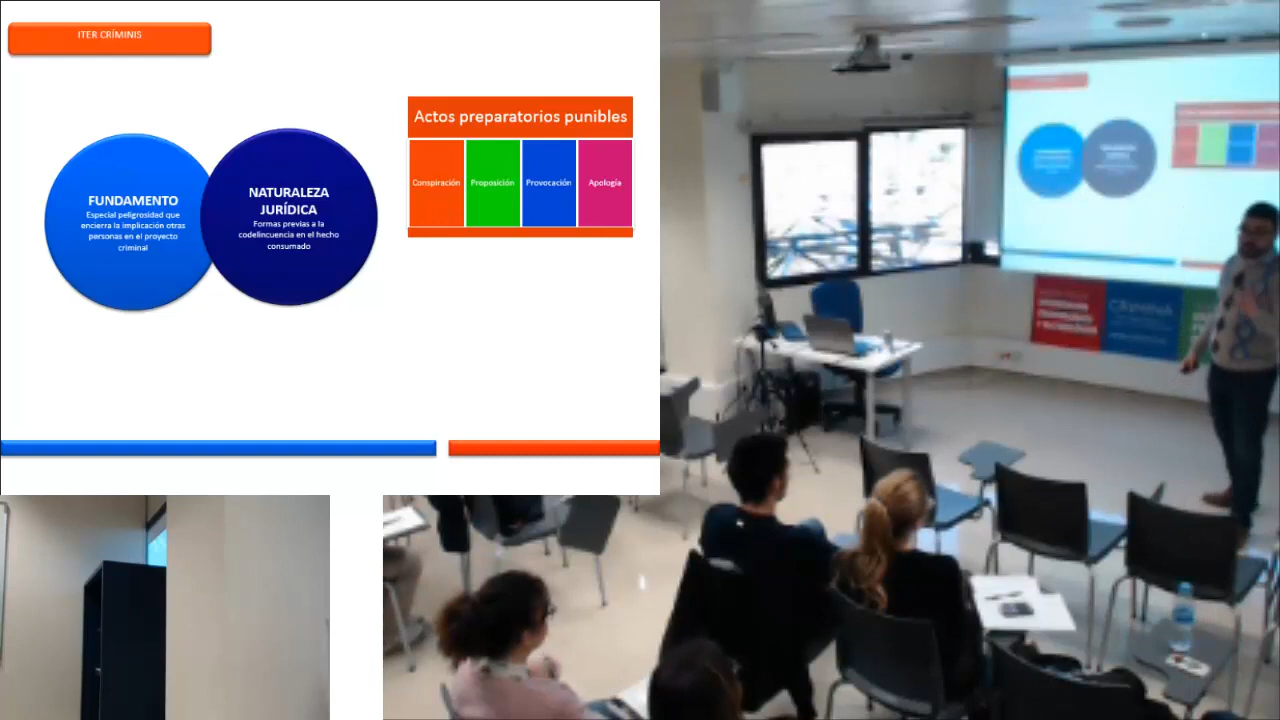 ITER CRÍMINIS
FUNDAMENTO
Especial peligrosidad que
encierra la implicación otras
personas en el proyecto
criminal
NATURALEZA
JURÍDICA
Formas previas a la
codelincuencia en el hecho
consumado
Actos preparatorios punibles
Conspiración
Proposición
Provocación
Apología